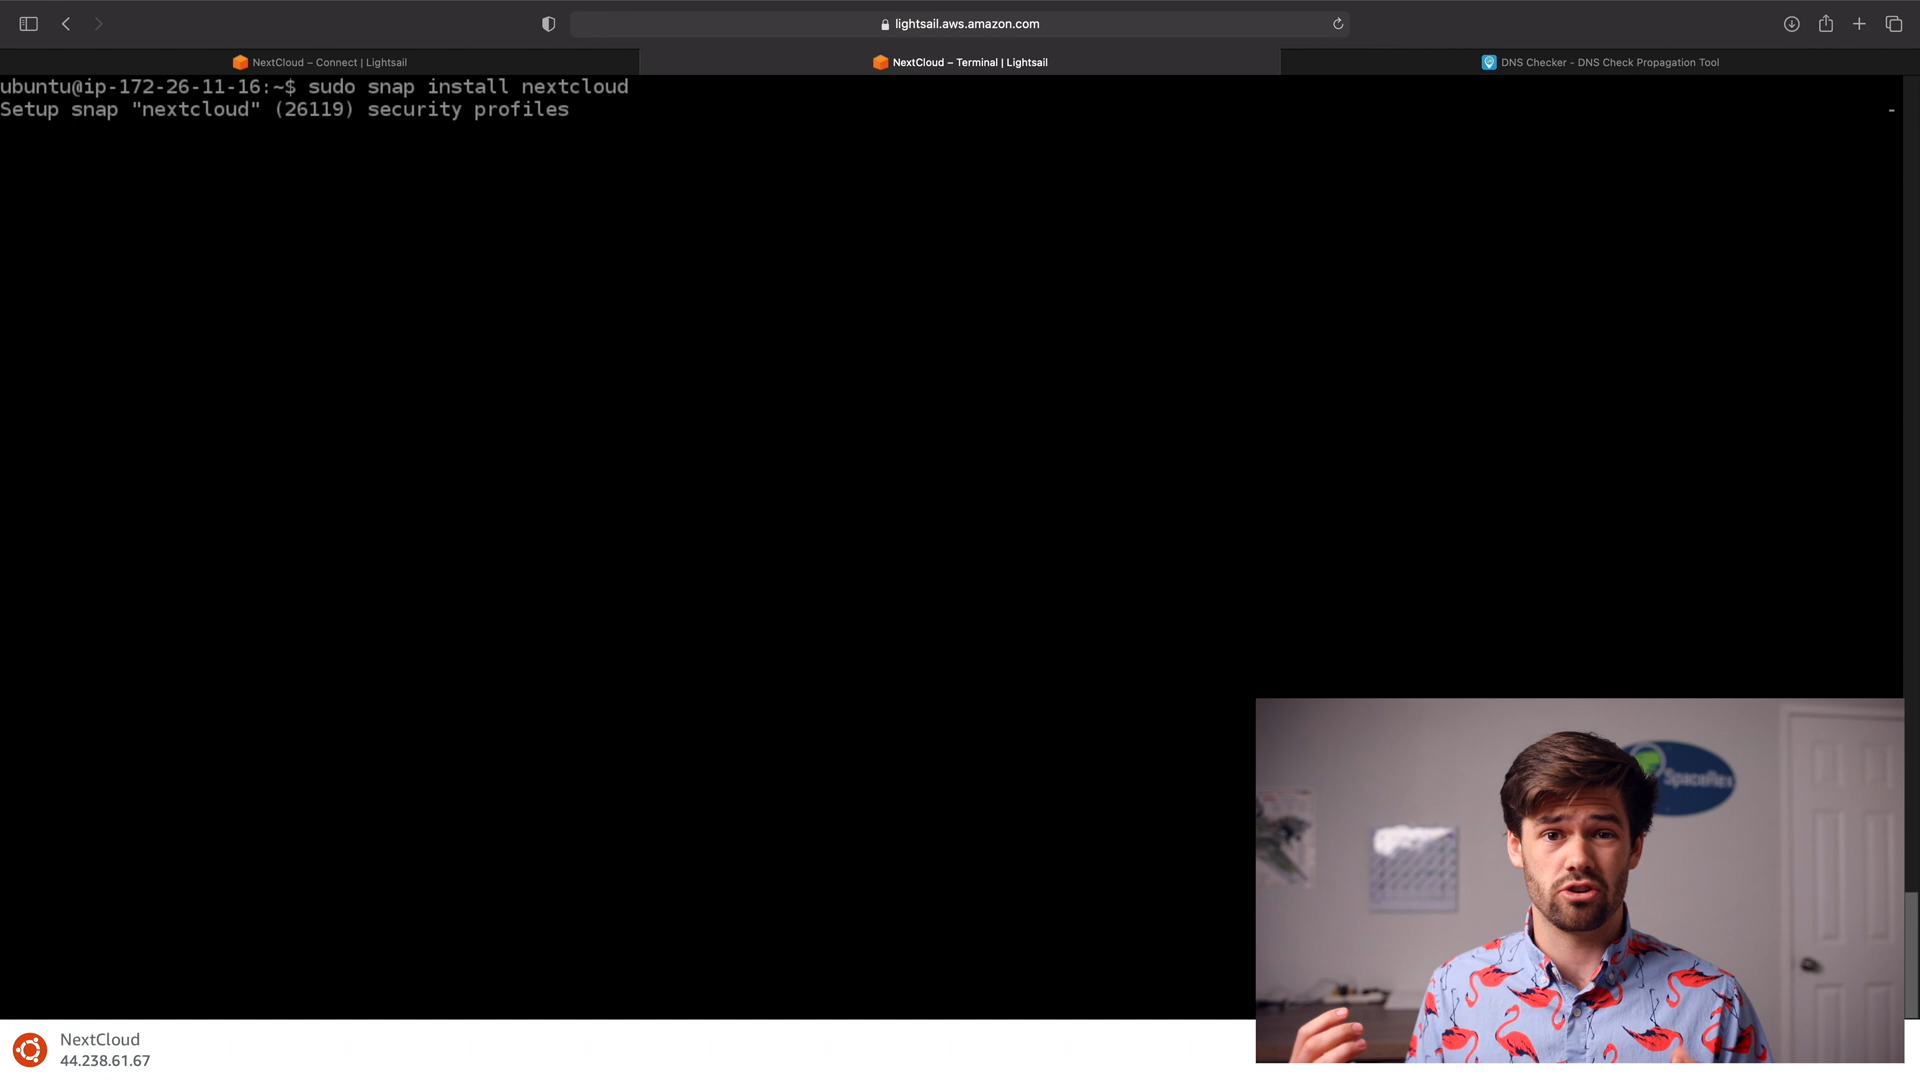 lightsail.aws.amazon.com
NextCloud – Connect | Lightsail
NextCloud – Terminal | Lightsail
DNS Checker - DNS Check Propagation Tool
ubuntu@ip-172-26-11-16:~$ sudo snap install nextcloud
Setup snap "nextcloud" (26119) security profiles -
SpaceRex
NextCloud
44.238.61.67